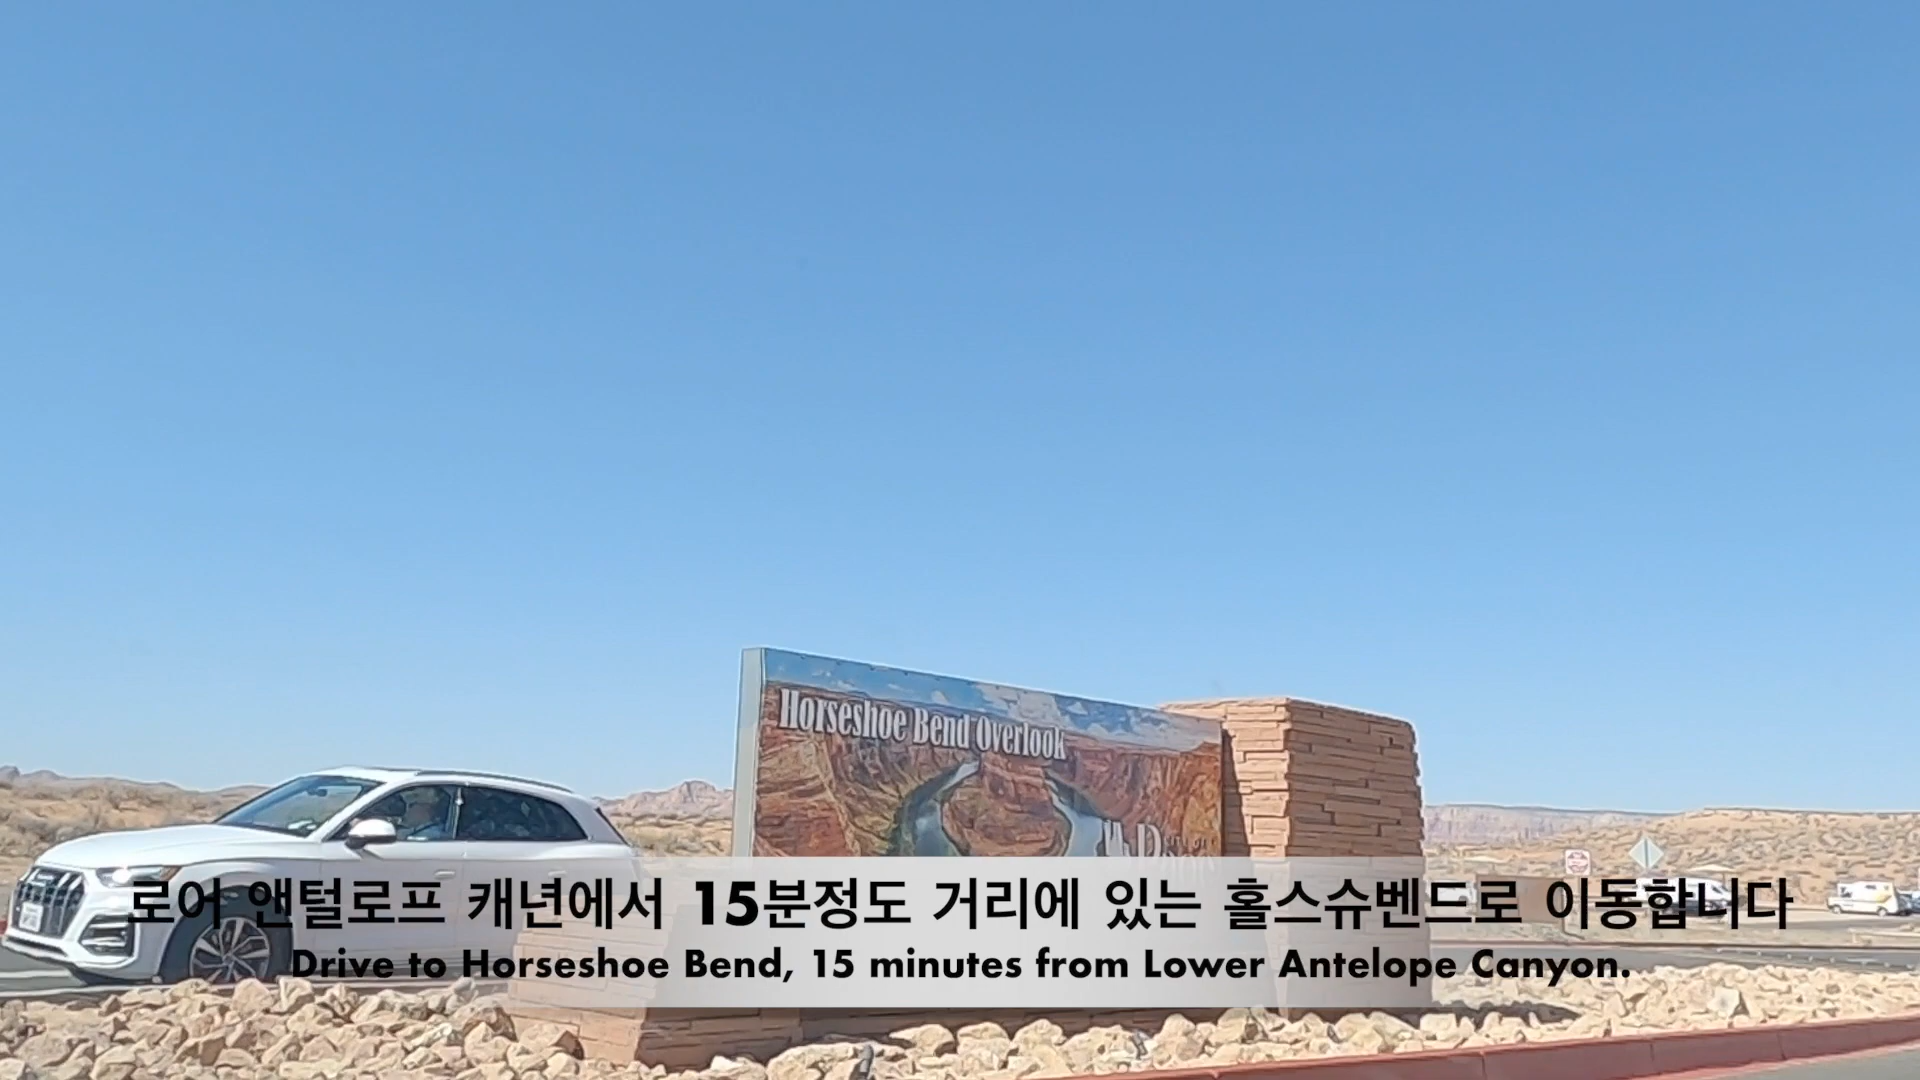 Horseshoe Bend Overlook
로어 앤털로프 캐년에서 15분정도 거리에 있는 홀스슈벤드로 이동합니다
Drive to Horseshoe Bend, 15 minutes from Lower Antelope Canyon.